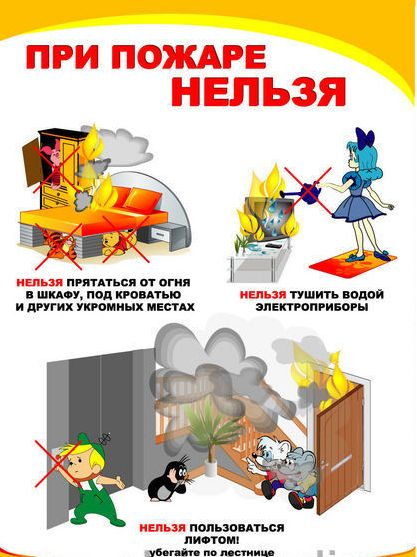 ПРИ ПОЖАРЕ
НЕЛЬЗЯ
НЕЛЬЗЯ ПРЯТАТЬСЯ ОТ ОГНЯ
В ШКАФУ, ПОД КРОВАТЬЮ
И ДРУГИХ УКРОМНЫХ МЕСТАХ
НЕЛЬЗЯ ТУШИТЬ ВОДОЙ
ЭЛЕКТРОПРИБОРЫ
НЕЛЬЗЯ ПОЛЬЗОВАТЬСЯ
ЛИФТОМ!
убегайте по лестнице